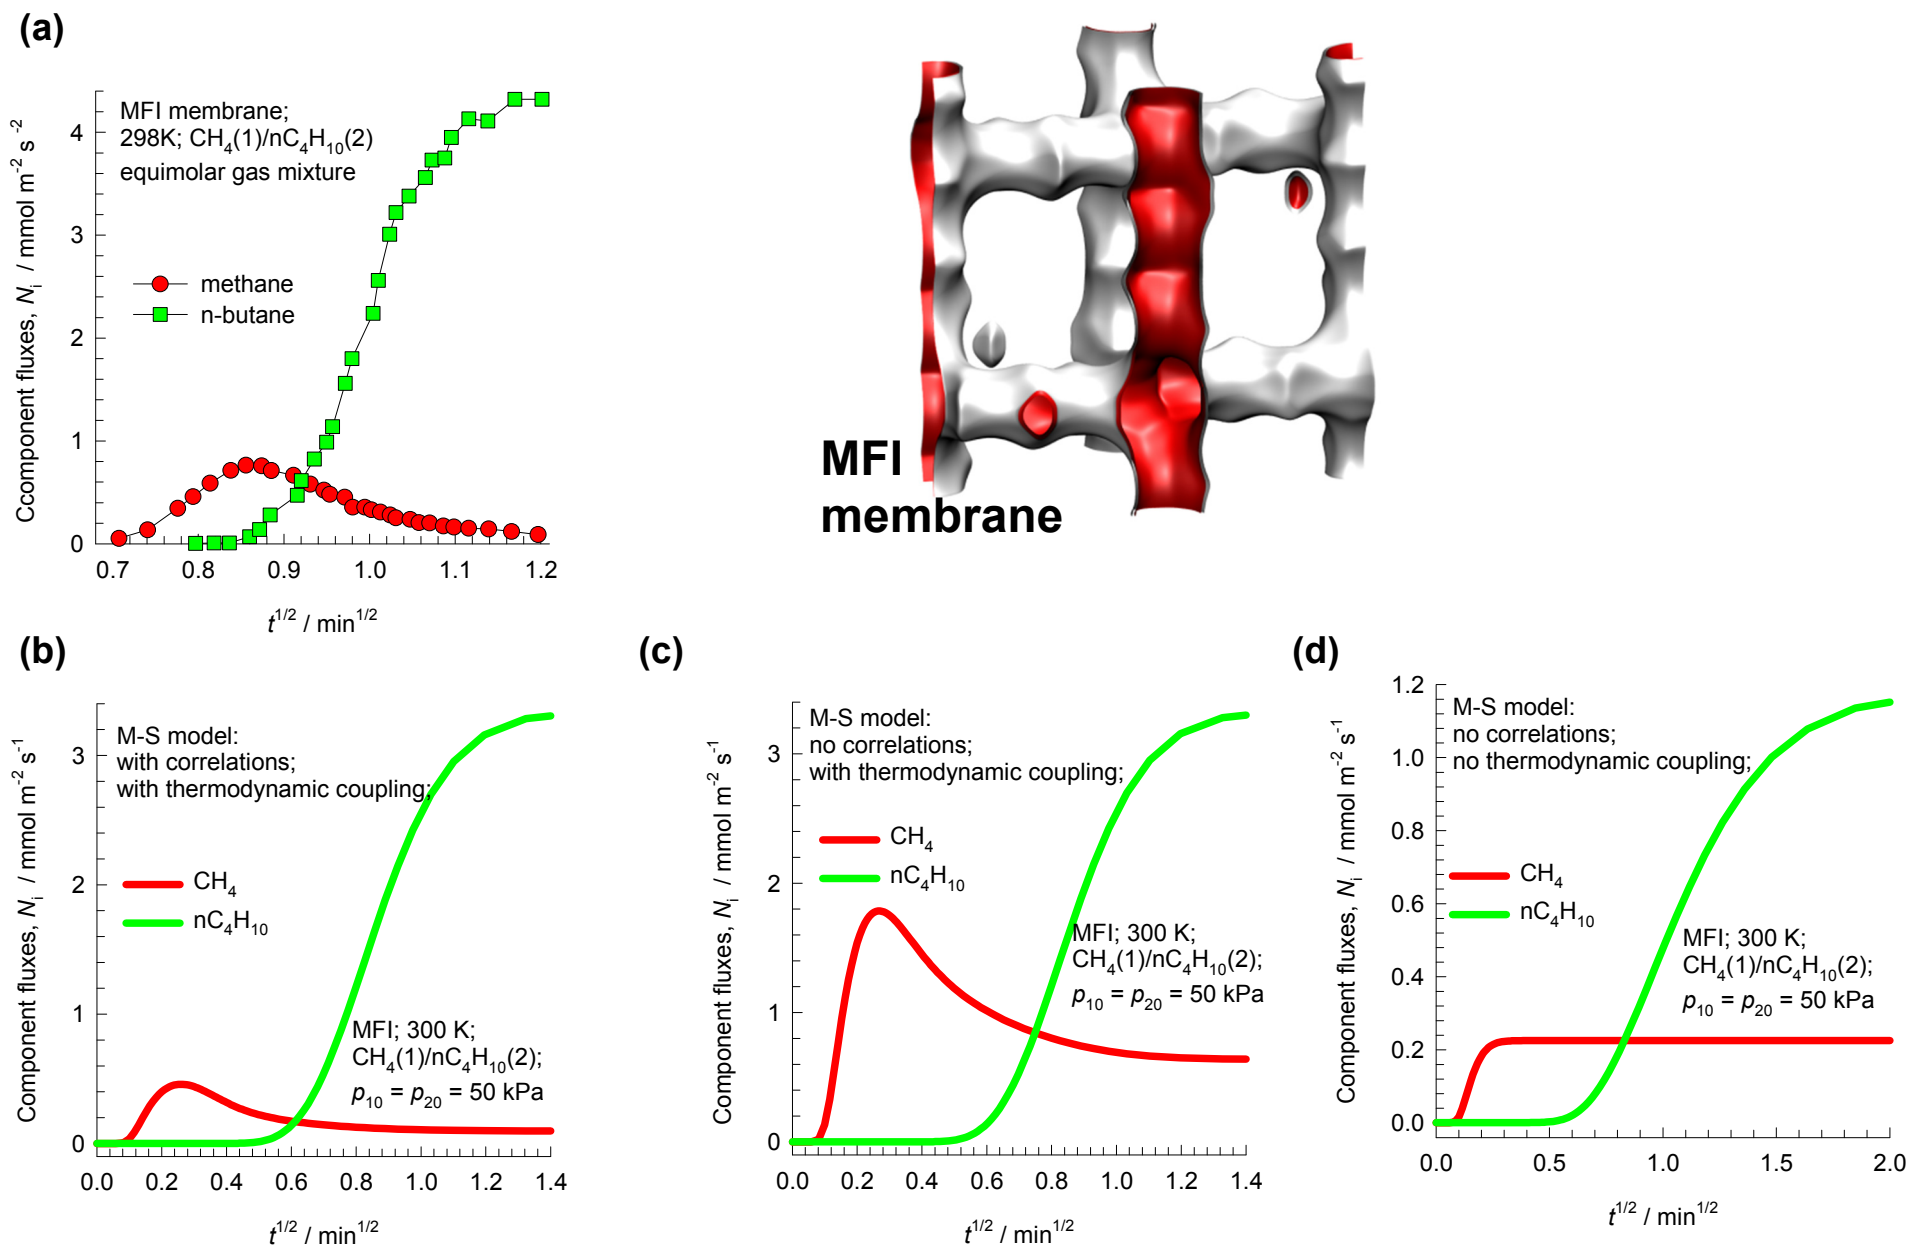 (a)
MFI membrane;
298K; CH4(1)/nC4H10(2)
equimolar gas mixture
methane
n-butane
Ccomponent fluxes, Ni / mmol m-2 s-2
0
1
2
3
4
0.7 0.8 0.9 1.0 1.1 1.2
t1/2 / min1/2
MFI
membrane
(b)
M-S model:
with correlations;
with thermodynamic coupling;
CH4
nC4H10
MFI; 300 K;
CH4(1)/nC4H10(2);
p10 = p20 = 50 kPa
Component fluxes, Ni / mmol m-2 s-1
0
1
2
3
0.0 0.2 0.4 0.6 0.8 1.0 1.2 1.4
t1/2 / min1/2
(c)
M-S model:
no correlations;
with thermodynamic coupling;
CH4
nC4H10
MFI; 300 K;
CH4(1)/nC4H10(2);
p10 = p20 = 50 kPa
Component fluxes, Ni / mmol m-2 s-1
0
1
2
3
0.0 0.2 0.4 0.6 0.8 1.0 1.2 1.4
t1/2 / min1/2
(d)
M-S model:
no correlations;
no thermodynamic coupling;
CH4
nC4H10
MFI; 300 K;
CH4(1)/nC4H10(2);
p10 = p20 = 50 kPa
Component fluxes, Ni / mmol m-2 s-1
0.0
0.2
0.4
0.6
0.8
1.0
1.2
0.0 0.5 1.0 1.5 2.0
t1/2 / min1/2